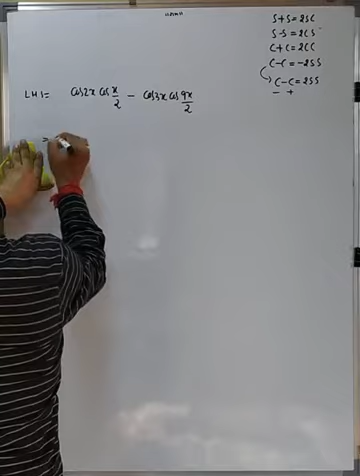 S+S=2SC
S-S=2CS
C+C=2CC
C-C=-2SS
C-C=2SS
- +
LHS= Cos2x Cos x/2 - Cos3x Cos 9x/2
=